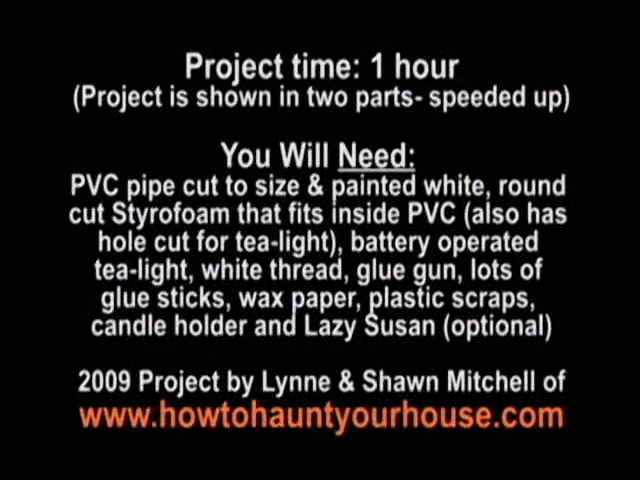 Project time: 1 hour
(Project is shown in two parts- speeded up)
You Will Need:
PVC pipe cut to size & painted white, round
cut Styrofoam that fits inside PVC (also has
hole cut for tea-light), battery operated
tea-light, white thread, glue gun, lots of
glue sticks, wax paper, plastic scraps,
candle holder and Lazy Susan (optional)
2009 Project by Lynne & Shawn Mitchell of
www.howtohauntyourhouse.com